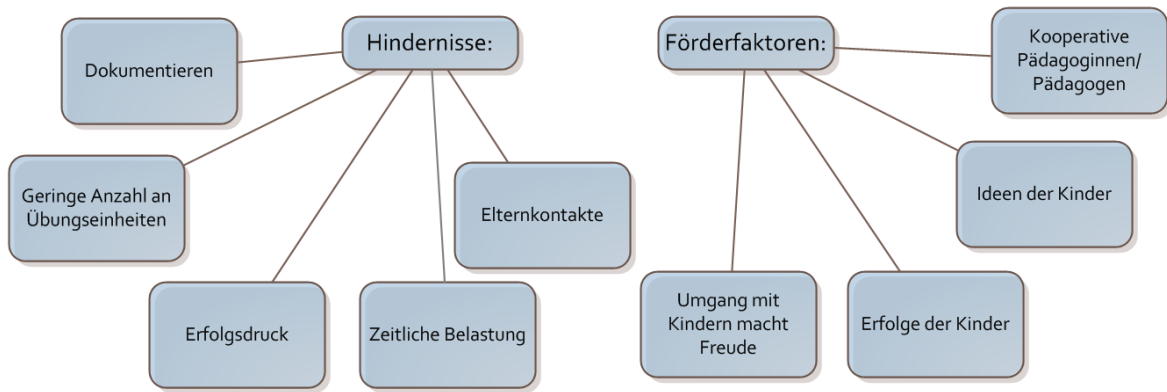 Hindernisse:
Dokumentieren
Geringe Anzahl an
Übungseinheiten
Erfolgsdruck
Zeitliche Belastung
Elternkontakte
Förderfaktoren:
Kooperative
Pädagoginnen/
Pädagogen
Ideen der Kinder
Erfolge der Kinder
Umgang mit
Kindern macht
Freude